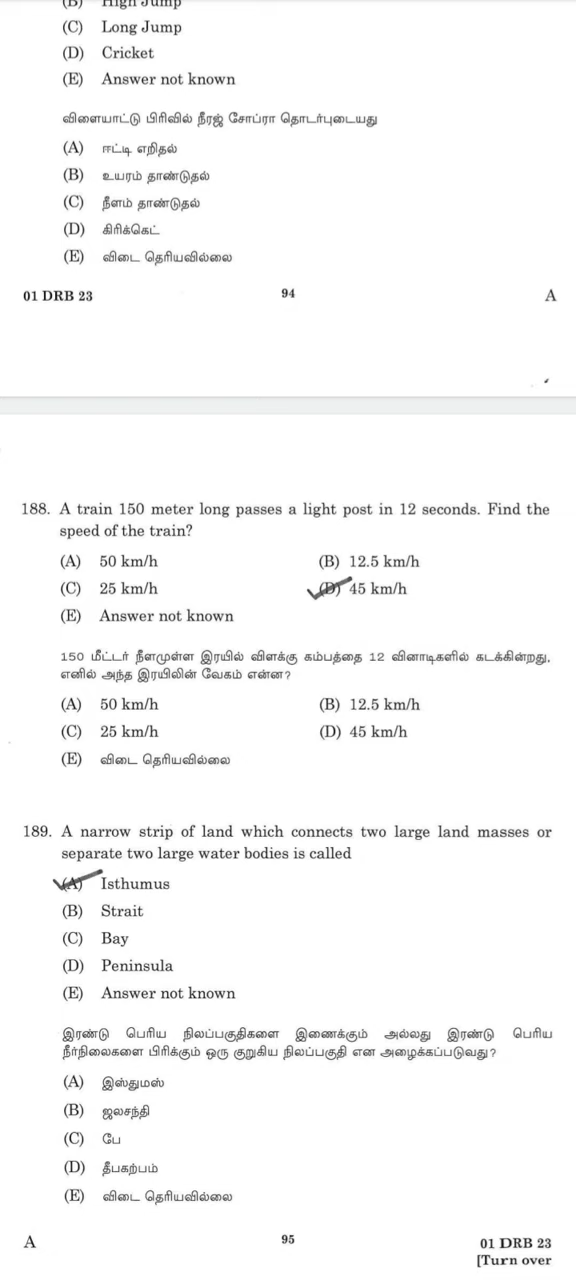 (B) High Jump
(C) Long Jump
(D) Cricket
(E) Answer not known
விளையாட்டு பிரிவில் நீரஜ் சோப்ரா தொடர்புடையது
(A) ஈட்டி எறிதல்
(B) உயரம் தாண்டுதல்
(C) நீளம் தாண்டுதல்
(D) கிரிக்கெட்
(E) விடை தெரியவில்லை
01 DRB 23 94 A
188. A train 150 meter long passes a light post in 12 seconds. Find the
speed of the train?
(A) 50 km/h (B) 12.5 km/h
(C) 25 km/h (D) 45 km/h
(E) Answer not known
150 மீட்டர் நீளமுள்ள இரயில் விளக்கு கம்பத்தை 12 வினாடிகளில் கடக்கின்றது,
எனில் அந்த இரயிலின் வேகம் என்ன?
(A) 50 km/h (B) 12.5 km/h
(C) 25 km/h (D) 45 km/h
(E) விடை தெரியவில்லை
189. A narrow strip of land which connects two large land masses or
separate two large water bodies is called
(A) Isthumus
(B) Strait
(C) Bay
(D) Peninsula
(E) Answer not known
இரண்டு பெரிய நிலப்பகுதிகளை இணைக்கும் அல்லது இரண்டு பெரிய
நீர்நிலைகளை பிரிக்கும் ஒரு குறுகிய நிலப்பகுதி என அழைக்கப்படுவது?
(A) இஸ்துமஸ்
(B) ஜலசந்தி
(C) பே
(D) தீபகற்பம்
(E) விடை தெரியவில்லை
A 95 01 DRB 23
[Turn over